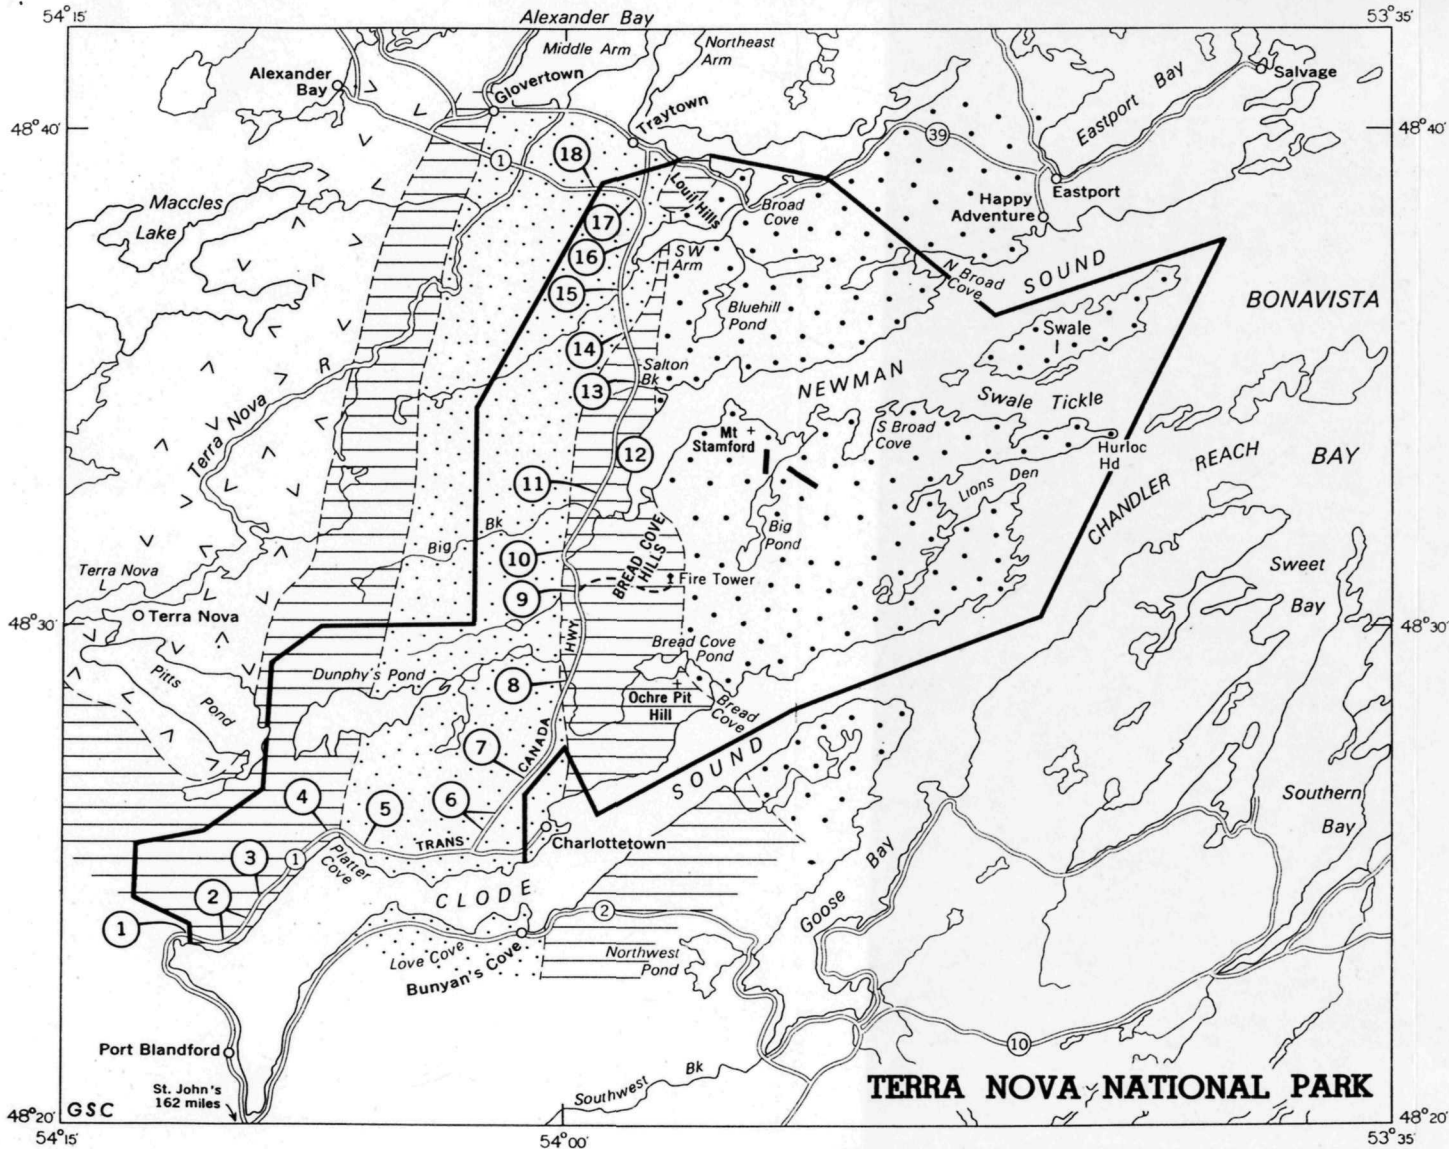 54°15'
Alexander Bay
53°35'
Middle Arm
Northeast
Arm
Alexander
Bay
Glovertown
Traytown
Eastport Bay
Salvage
48°40'
48°40'
39
1
18
Louil Hills
Broad
Cove
Eastport
Happy
Adventure
Maccles
Lake
17
16
SW
Arm
N Broad
Cove
SOUND
15
Bluehill
Pond
BONAVISTA
Swale
I
14
Salton
Bk
13
NEWMAN
Swale Tickle
Terra Nova R
Mt +
Stamford
S Broad
Cove
Hurloc
Hd
12
CHANDLER REACH
BAY
11
Lions Den
Big Bk
Big
Pond
10
BREAD COVE
HILLS
Fire Tower
Sweet
Bay
Terra Nova
L
9
Terra Nova
48°30'
48°30'
HWY
Pitts
Pond
Dunphy's Pond
Bread Cove
Pond
8
Ochre Pit
Hill
Bread
Cove
7
CANADA
SOUND
Southern
Bay
4
5
6
TRANS
Charlottetown
3
1
Platter
Cove
2
CLODE
Goose Bay
1
2
Love Cove
Bunyan's Cove
Northwest
Pond
Port Blandford
10
St. John's
162 miles
Southwest Bk
TERRA NOVA NATIONAL PARK
GSC
48°20'
48°20'
54°15'
54°00'
53°35'